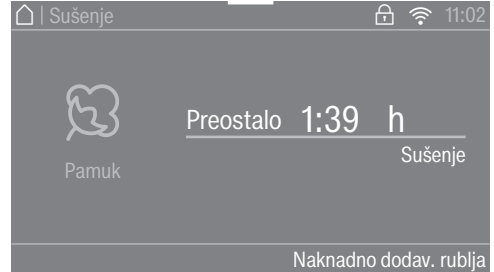 | Sušenje 11:02
Preostalo 1:39 h
Sušenje
Pamuk
Naknadno dodav. rublja